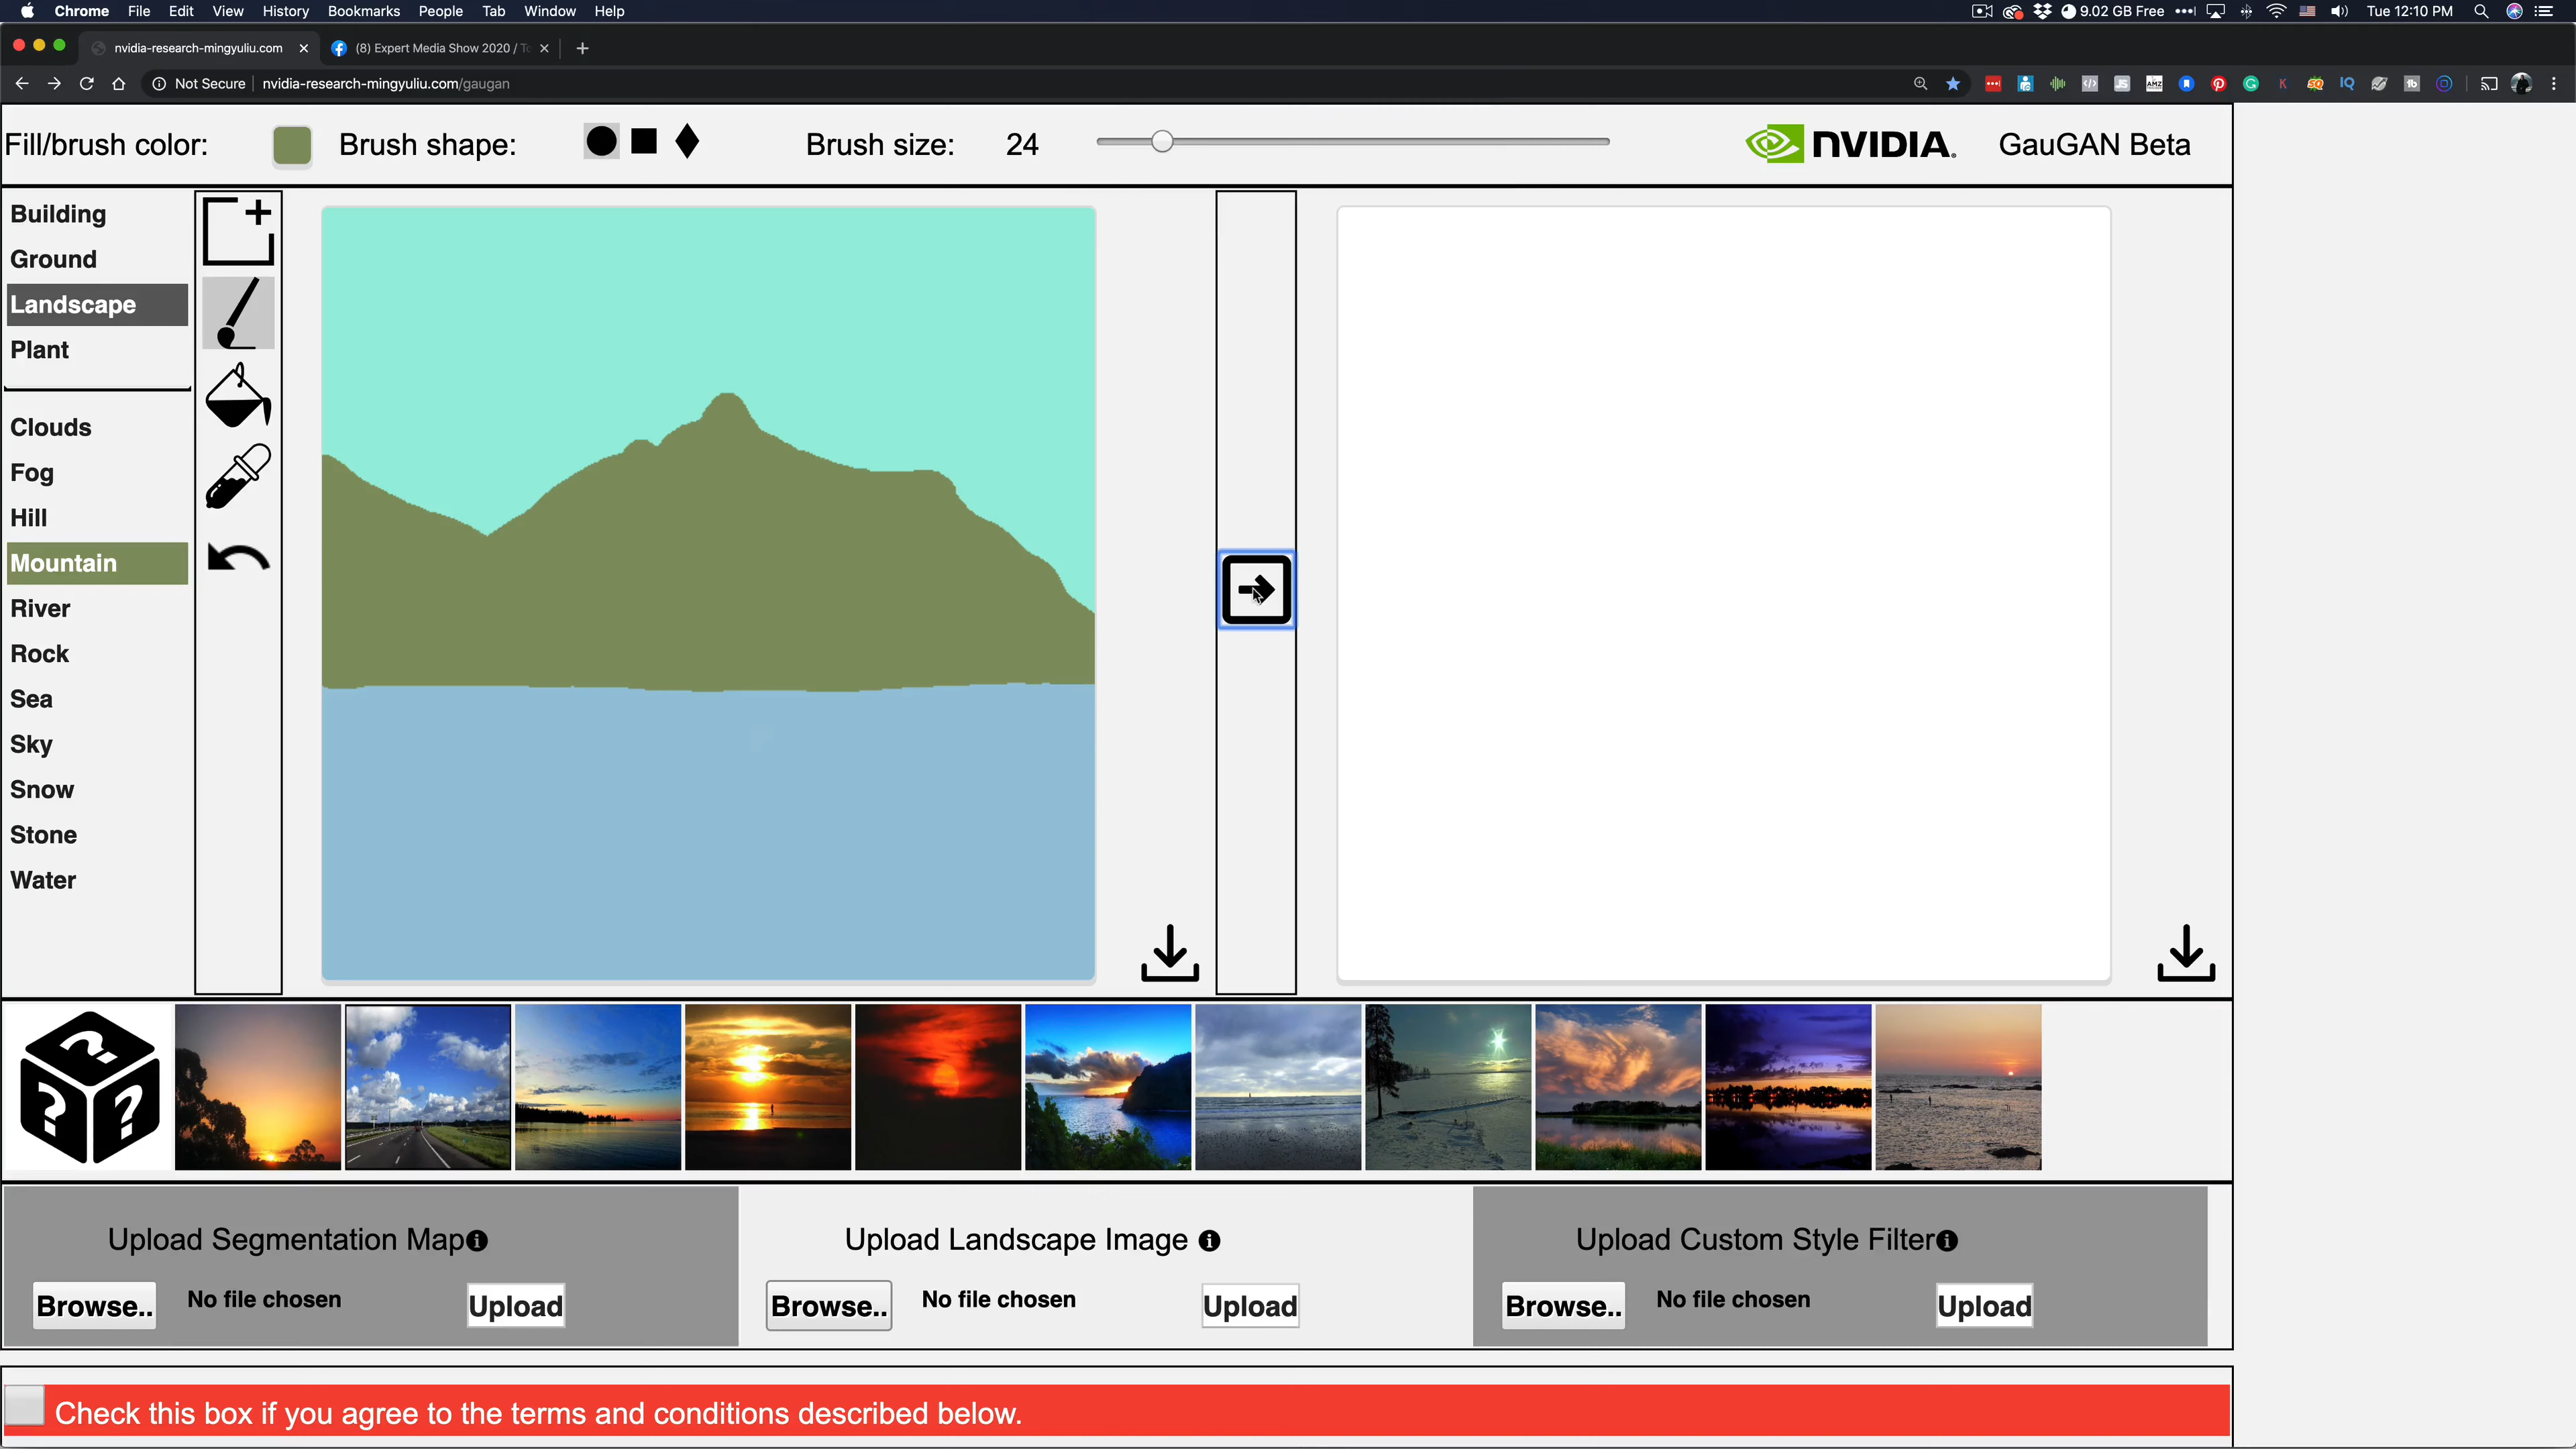 Chrome File Edit View History Bookmarks People Tab Window Help 9.02 GB Free Tue 12:10 PM
nvidia-research-mingyuliu.com (8) Expert Media Show 2020 /
Not Secure nvidia-research-mingyuliu.com/gaugan
Fill/brush color: Brush shape: Brush size: 24 NVIDIA. GauGAN Beta
Building
Ground
Landscape
Plant
Clouds
Fog
Hill
Mountain
River
Rock
Sea
Sky
Snow
Stone
Water
Upload Segmentation Map Upload Landscape Image Upload Custom Style Filter
Browse.. No file chosen Upload Browse.. No file chosen Upload Browse.. No file chosen Upload
Check this box if you agree to the terms and conditions described below.